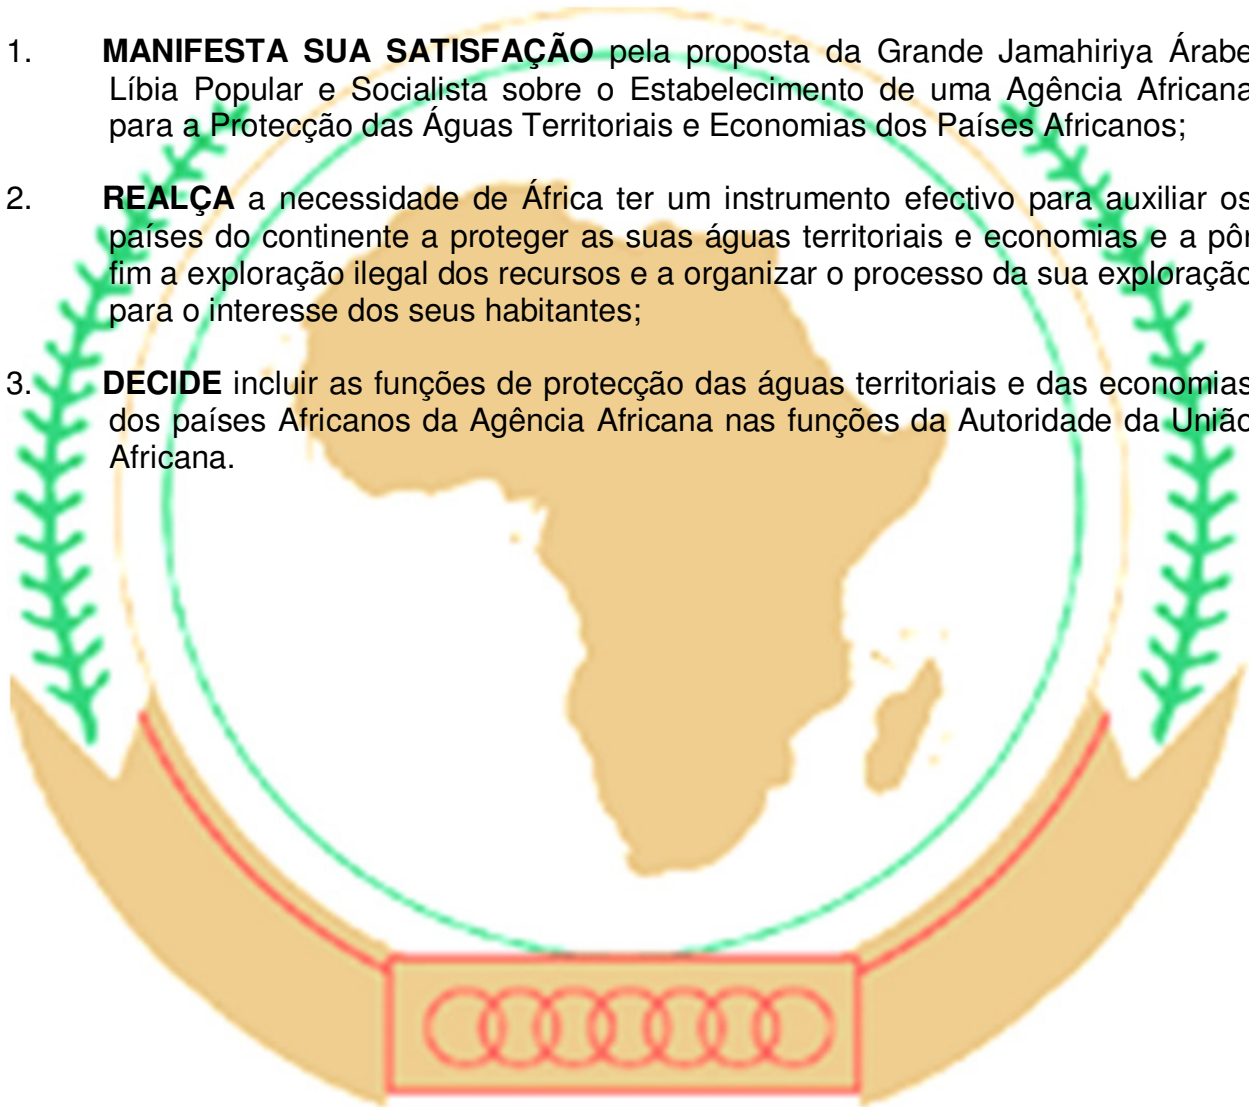 1. MANIFESTA SUA SATISFAÇÃO pela proposta da Grande Jamahiriya Árabe
Líbia Popular e Socialista sobre o Estabelecimento de uma Agência Africana
para a Protecção das Águas Territoriais e Economias dos Países Africanos;
2. REALÇA a necessidade de África ter um instrumento efectivo para auxiliar os
países do continente a proteger as suas águas territoriais e economias e a pôr
fim a exploração ilegal dos recursos e a organizar o processo da sua exploração
para o interesse dos seus habitantes;
3. DECIDE incluir as funções de protecção das águas territoriais e das economias
dos países Africanos da Agência Africana nas funções da Autoridade da União
Africana.